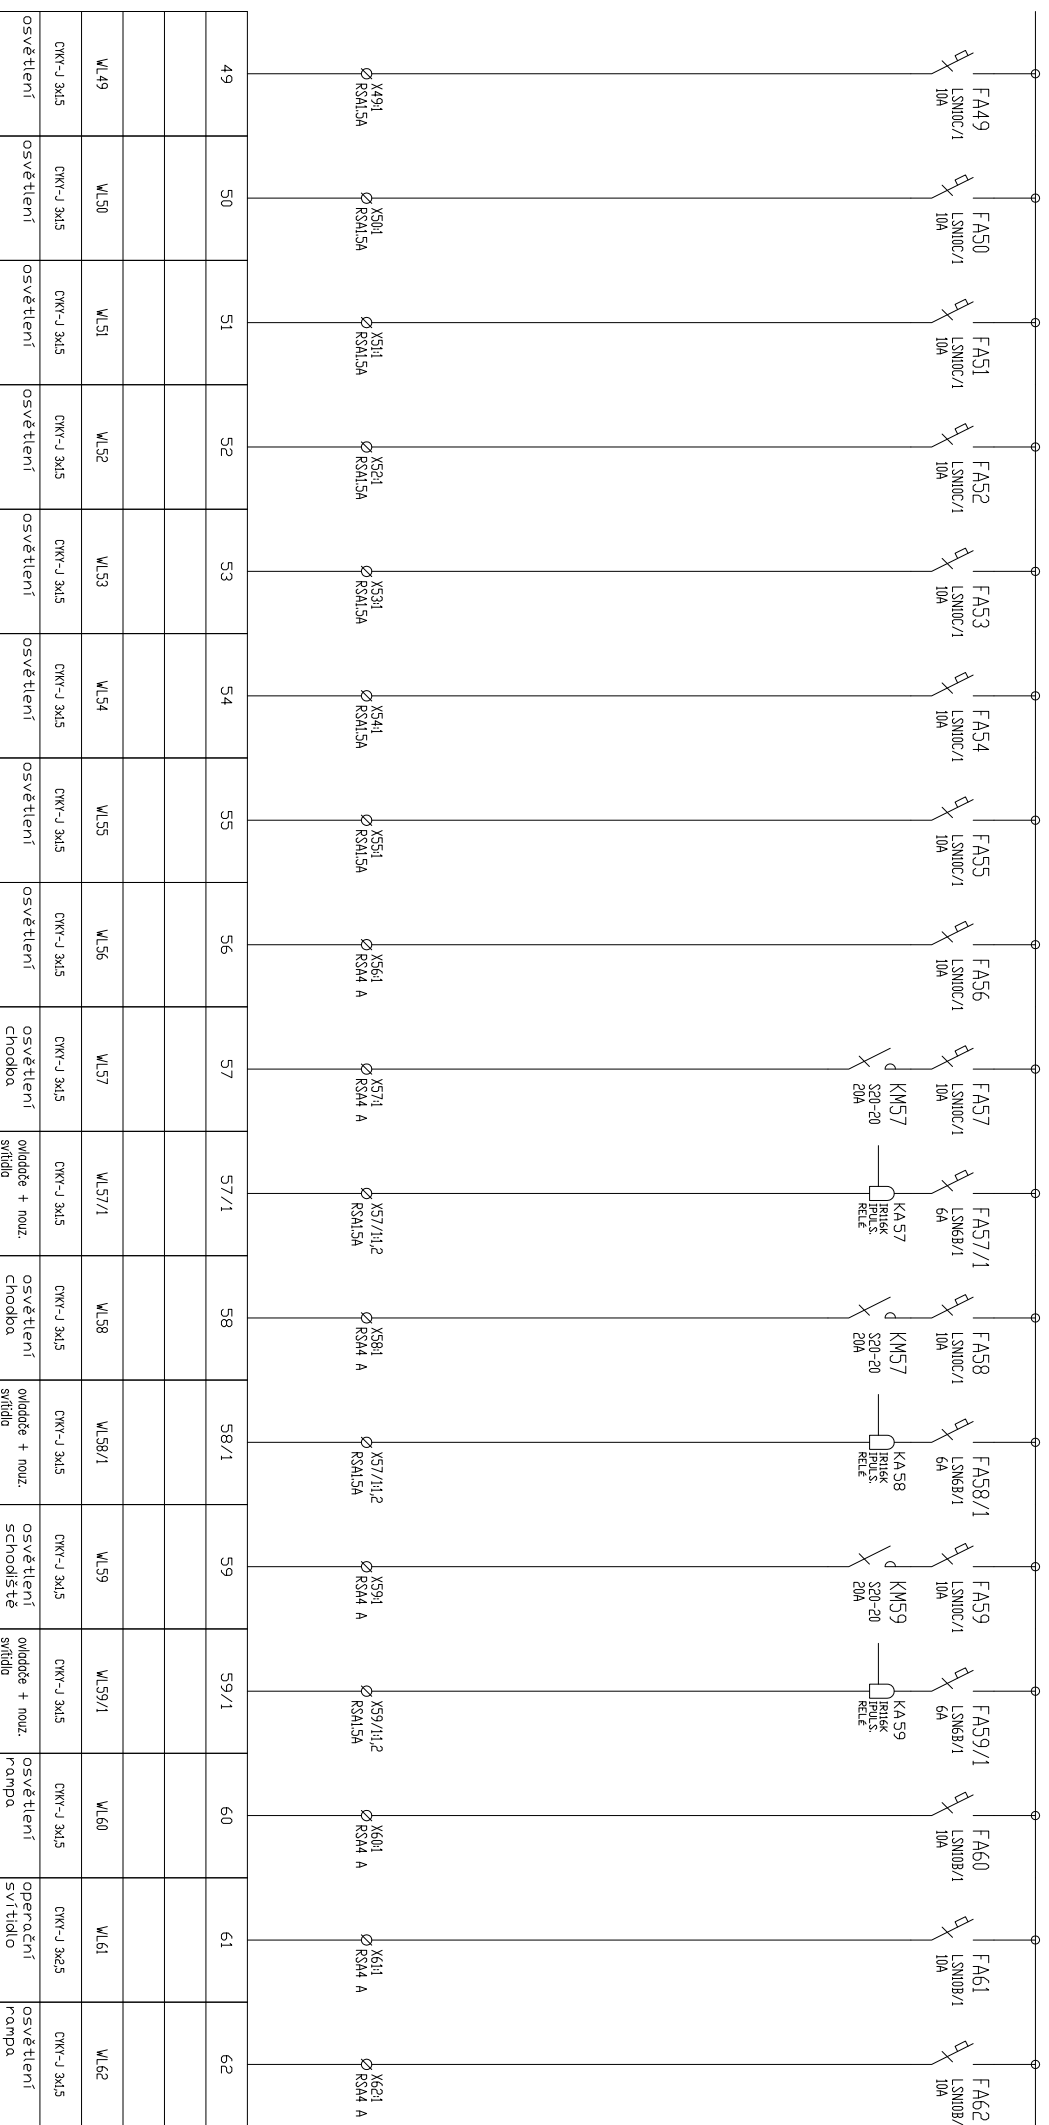 FA49
LSN10C/1
10A
X49:1
RSA1.5A
49
WL49
CYKY-J 3x1.5
osvětlení
FA50
LSN10C/1
10A
X50:1
RSA1.5A
50
WL50
CYKY-J 3x1.5
osvětlení
FA51
LSN10C/1
10A
X51:1
RSA1.5A
51
WL51
CYKY-J 3x1.5
osvětlení
FA52
LSN10C/1
10A
X52:1
RSA1.5A
52
WL52
CYKY-J 3x1.5
osvětlení
FA53
LSN10C/1
10A
X53:1
RSA1.5A
53
WL53
CYKY-J 3x1.5
osvětlení
FA54
LSN10C/1
10A
X54:1
RSA1.5A
54
WL54
CYKY-J 3x1.5
osvětlení
FA55
LSN10C/1
10A
X55:1
RSA1.5A
55
WL55
CYKY-J 3x1.5
osvětlení
FA56
LSN10C/1
10A
X56:1
RSA4 A
56
WL56
CYKY-J 3x1.5
osvětlení
FA57
LSN10C/1
10A
KM57
S20-20
20A
X57:1
RSA4 A
57
WL57
CYKY-J 3x1,5
osvětlení
chodba
FA57/1
LSN6B/1
6A
KA57
IR116K
IPULS.
RELÉ
X57/1:1,2
RSA1.5A
57/1
WL57/1
CYKY-J 3x1.5
ovladače + nouz.
svítidla
FA58
LSN10C/1
10A
KM57
S20-20
20A
X58:1
RSA4 A
58
WL58
CYKY-J 3x1,5
osvětlení
chodba
FA58/1
LSN6B/1
6A
KA58
IR116K
IPULS.
RELÉ
X57/1:1,2
RSA1.5A
58/1
WL58/1
CYKY-J 3x1.5
ovladače + nouz.
svítidla
FA59
LSN10C/1
10A
KM59
S20-20
20A
X59:1
RSA4 A
59
WL59
CYKY-J 3x1,5
osvětlení
schodiště
FA59/1
LSN6B/1
6A
KA59
IR116K
IPULS.
RELÉ
X59/1:1,2
RSA1.5A
59/1
WL59/1
CYKY-J 3x1.5
ovladače + nouz.
svítidla
FA60
LSN10B/1
10A
X60:1
RSA4 A
60
WL60
CYKY-J 3x1,5
osvětlení
rampa
FA61
LSN10B/1
10A
X61:1
RSA4 A
61
WL61
CYKY-J 3x2,5
operační
svítidlo
FA62
LSN10B/
10A
X62:1
RSA4 A
62
WL62
CYKY-J 3x1,5
osvětlení
rampa